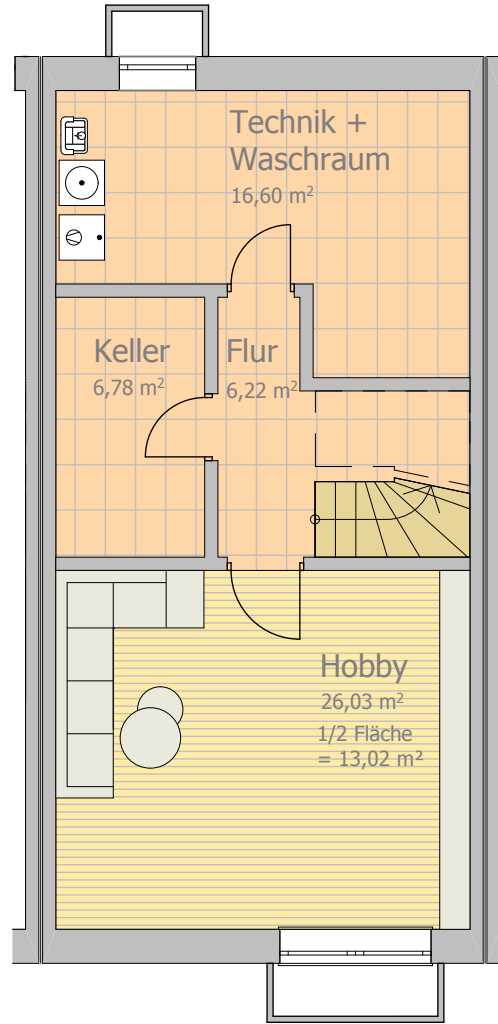 Technik +
Waschraum
16,60 m²
Keller
6,78 m²
Flur
6,22 m²
Hobby
26,03 m²
1/2 Fläche
= 13,02 m²